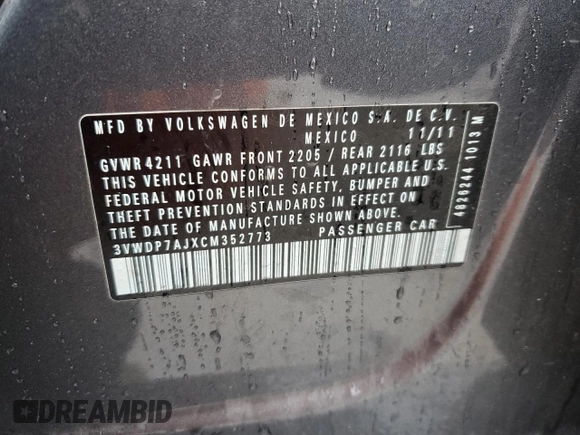 MFD BY VOLKSWAGEN DE MEXICO S.A. DE C.V.
MEXICO 11/11
GVWR 4211 GAWR FRONT 2205 / REAR 2116 LBS
THIS VEHICLE CONFORMS TO ALL APPLICABLE U.S.
FEDERAL MOTOR VEHICLE SAFETY, BUMPER AND
THEFT PREVENTION STANDARDS IN EFFECT ON
THE DATE OF MANUFACTURE SHOWN ABOVE.
3VWDP7AJXCM352773 PASSENGER CAR
4620244 1013 M
DREAMBID